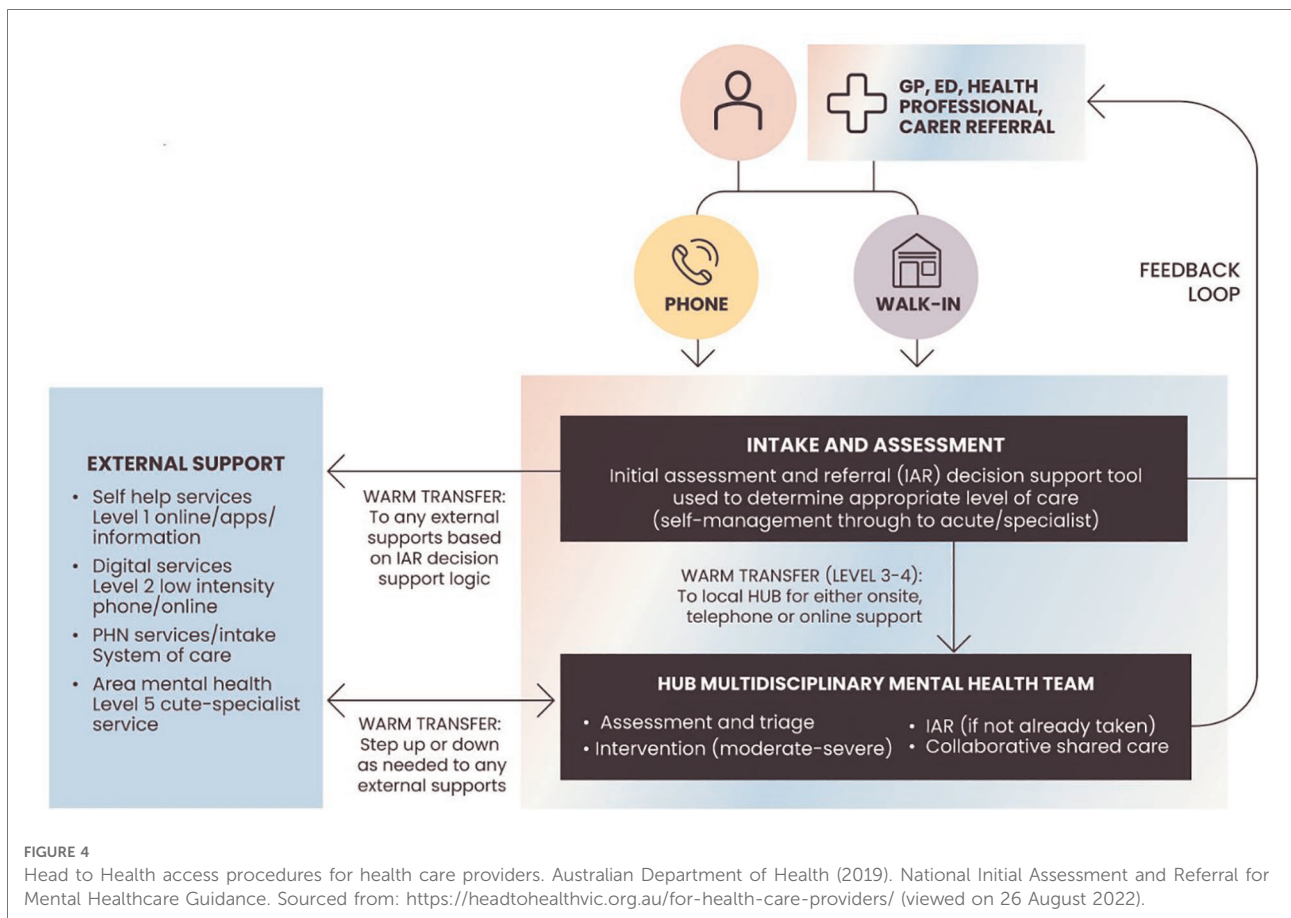 GP, ED, HEALTH
PROFESSIONAL,
CARER REFERRAL
PHONE
WALK-IN
FEEDBACK
LOOP
EXTERNAL SUPPORT
• Self help services
Level 1 online/apps/
information
• Digital services
Level 2 low intensity
phone/online
• PHN services/intake
System of care
• Area mental health
Level 5 cute-specialist
service
WARM TRANSFER:
To any external
supports based
on IAR decision
support logic
WARM TRANSFER:
Step up or down
as needed to any
external supports
INTAKE AND ASSESSMENT
Initial assessment and referral (IAR) decision support tool
used to determine appropriate level of care
(self-management through to acute/specialist)
WARM TRANSFER (LEVEL 3-4):
To local HUB for either onsite,
telephone or online support
HUB MULTIDISCIPLINARY MENTAL HEALTH TEAM
• Assessment and triage
• Intervention (moderate-severe)
• IAR (if not already taken)
• Collaborative shared care
FIGURE 4
Head to Health access procedures for health care providers. Australian Department of Health (2019). National Initial Assessment and Referral for
Mental Healthcare Guidance. Sourced from: https://headtohealthvic.org.au/for-health-care-providers/ (viewed on 26 August 2022).